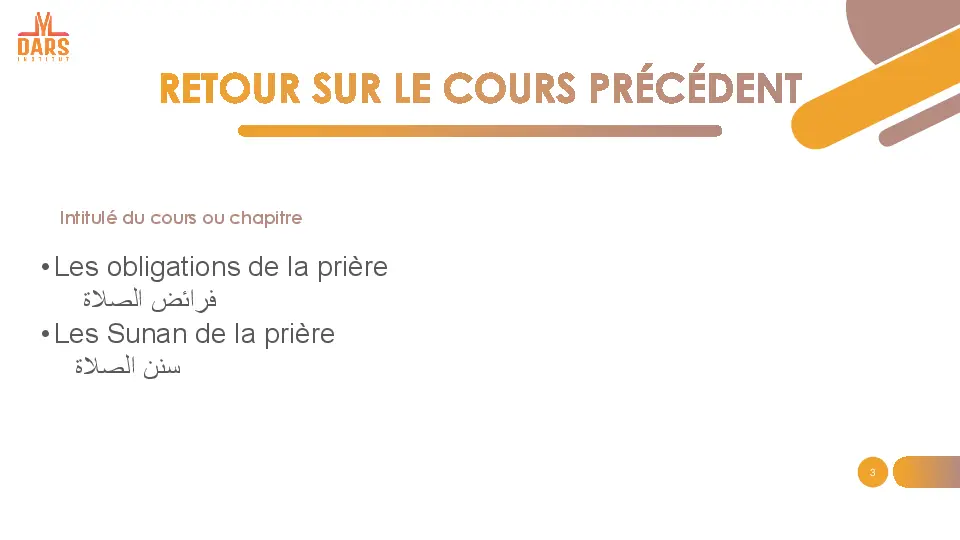 DARS
INSTITUT
RETOUR SUR LE COURS PRÉCÉDENT
Intitulé du cours ou chapitre
•Les obligations de la prière
فرائض الصلاة
•Les Sunan de la prière
سنن الصلاة
3